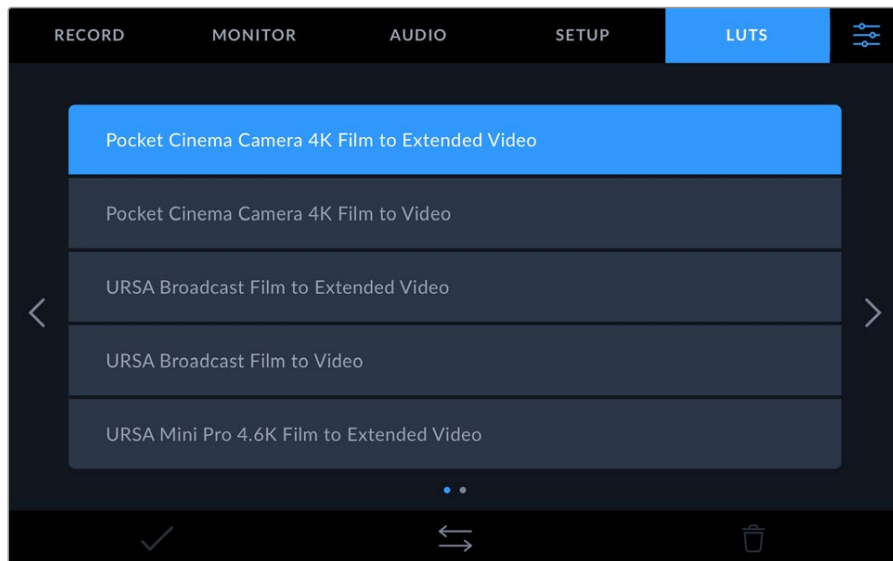 RECORD MONITOR AUDIO SETUP LUTS
Pocket Cinema Camera 4K Film to Extended Video
Pocket Cinema Camera 4K Film to Video
URSA Broadcast Film to Extended Video
URSA Broadcast Film to Video
URSA Mini Pro 4.6K Film to Extended Video